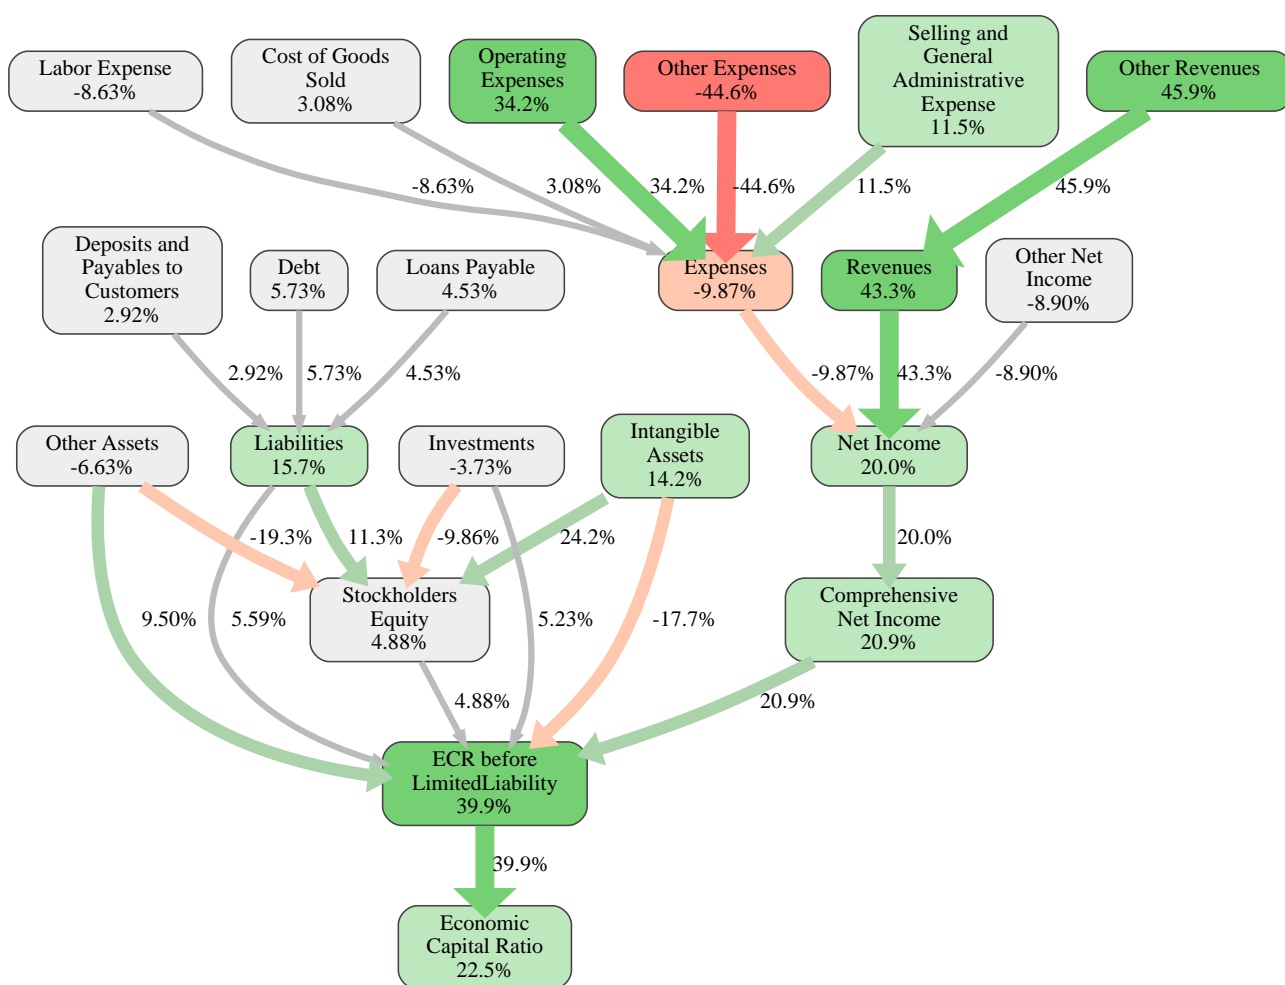 Labor Expense
-8.63%
Cost of Goods
Sold
3.08%
Operating
Expenses
34.2%
Other Expenses
-44.6%
Selling and
General
Administrative
Expense
11.5%
Other Revenues
45.9%
-8.63%
3.08%
34.2%
-44.6%
11.5%
45.9%
Deposits and
Payables to
Customers
2.92%
Debt
5.73%
Loans Payable
4.53%
Expenses
-9.87%
Revenues
43.3%
Other Net
Income
-8.90%
2.92%
5.73%
4.53%
-9.87%
43.3%
-8.90%
Other Assets
-6.63%
Liabilities
15.7%
Investments
-3.73%
Intangible
Assets
14.2%
Net Income
20.0%
-19.3%
11.3%
-9.86%
24.2%
20.0%
Stockholders
Equity
4.88%
Comprehensive
Net Income
20.9%
9.50%
5.59%
5.23%
-17.7%
4.88%
20.9%
ECR before
LimitedLiability
39.9%
39.9%
Economic
Capital Ratio
22.5%